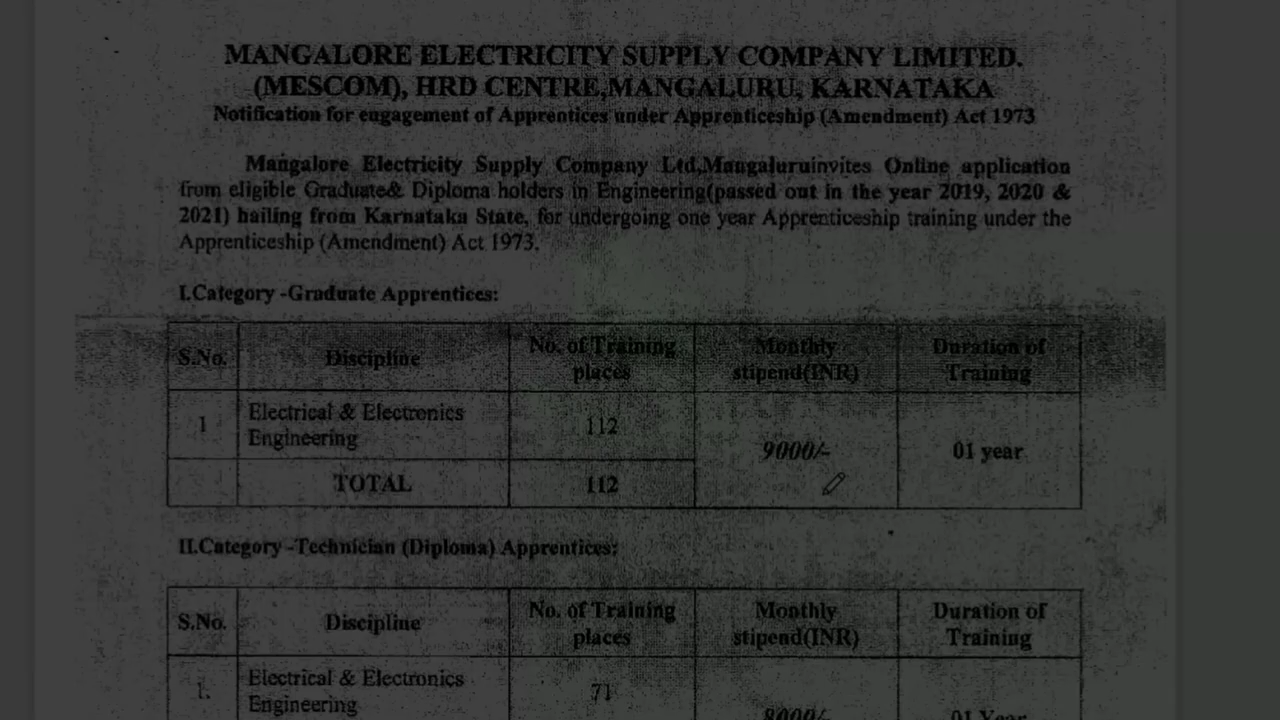 MANGALORE ELECTRICITY SUPPLY COMPANY LIMITED.
(MESCOM), HRD CENTRE,MANGALURU, KARNATAKA
Notification for engagement of Apprentices under Apprenticeship (Amendment) Act 1973
Mangalore Electricity Supply Company Ltd,Mangaluruinvites Online application
from eligible Graduate& Diploma holders in Engineering(passed out in the year 2019, 2020 &
2021) hailing from Karnataka State, for undergoing one year Apprenticeship training under the
Apprenticeship (Amendment) Act 1973.
I.Category -Graduate Apprentices:
S.No. Discipline No. of Training places Monthly stipend(INR) Duration of Training
1 Electrical & Electronics Engineering 112 9000/- 01 year
TOTAL 112
II.Category -Technician (Diploma) Apprentices:
S.No. Discipline No. of Training places Monthly stipend(INR) Duration of Training
1. Electrical & Electronics Engineering 71 8000/- 01 Year